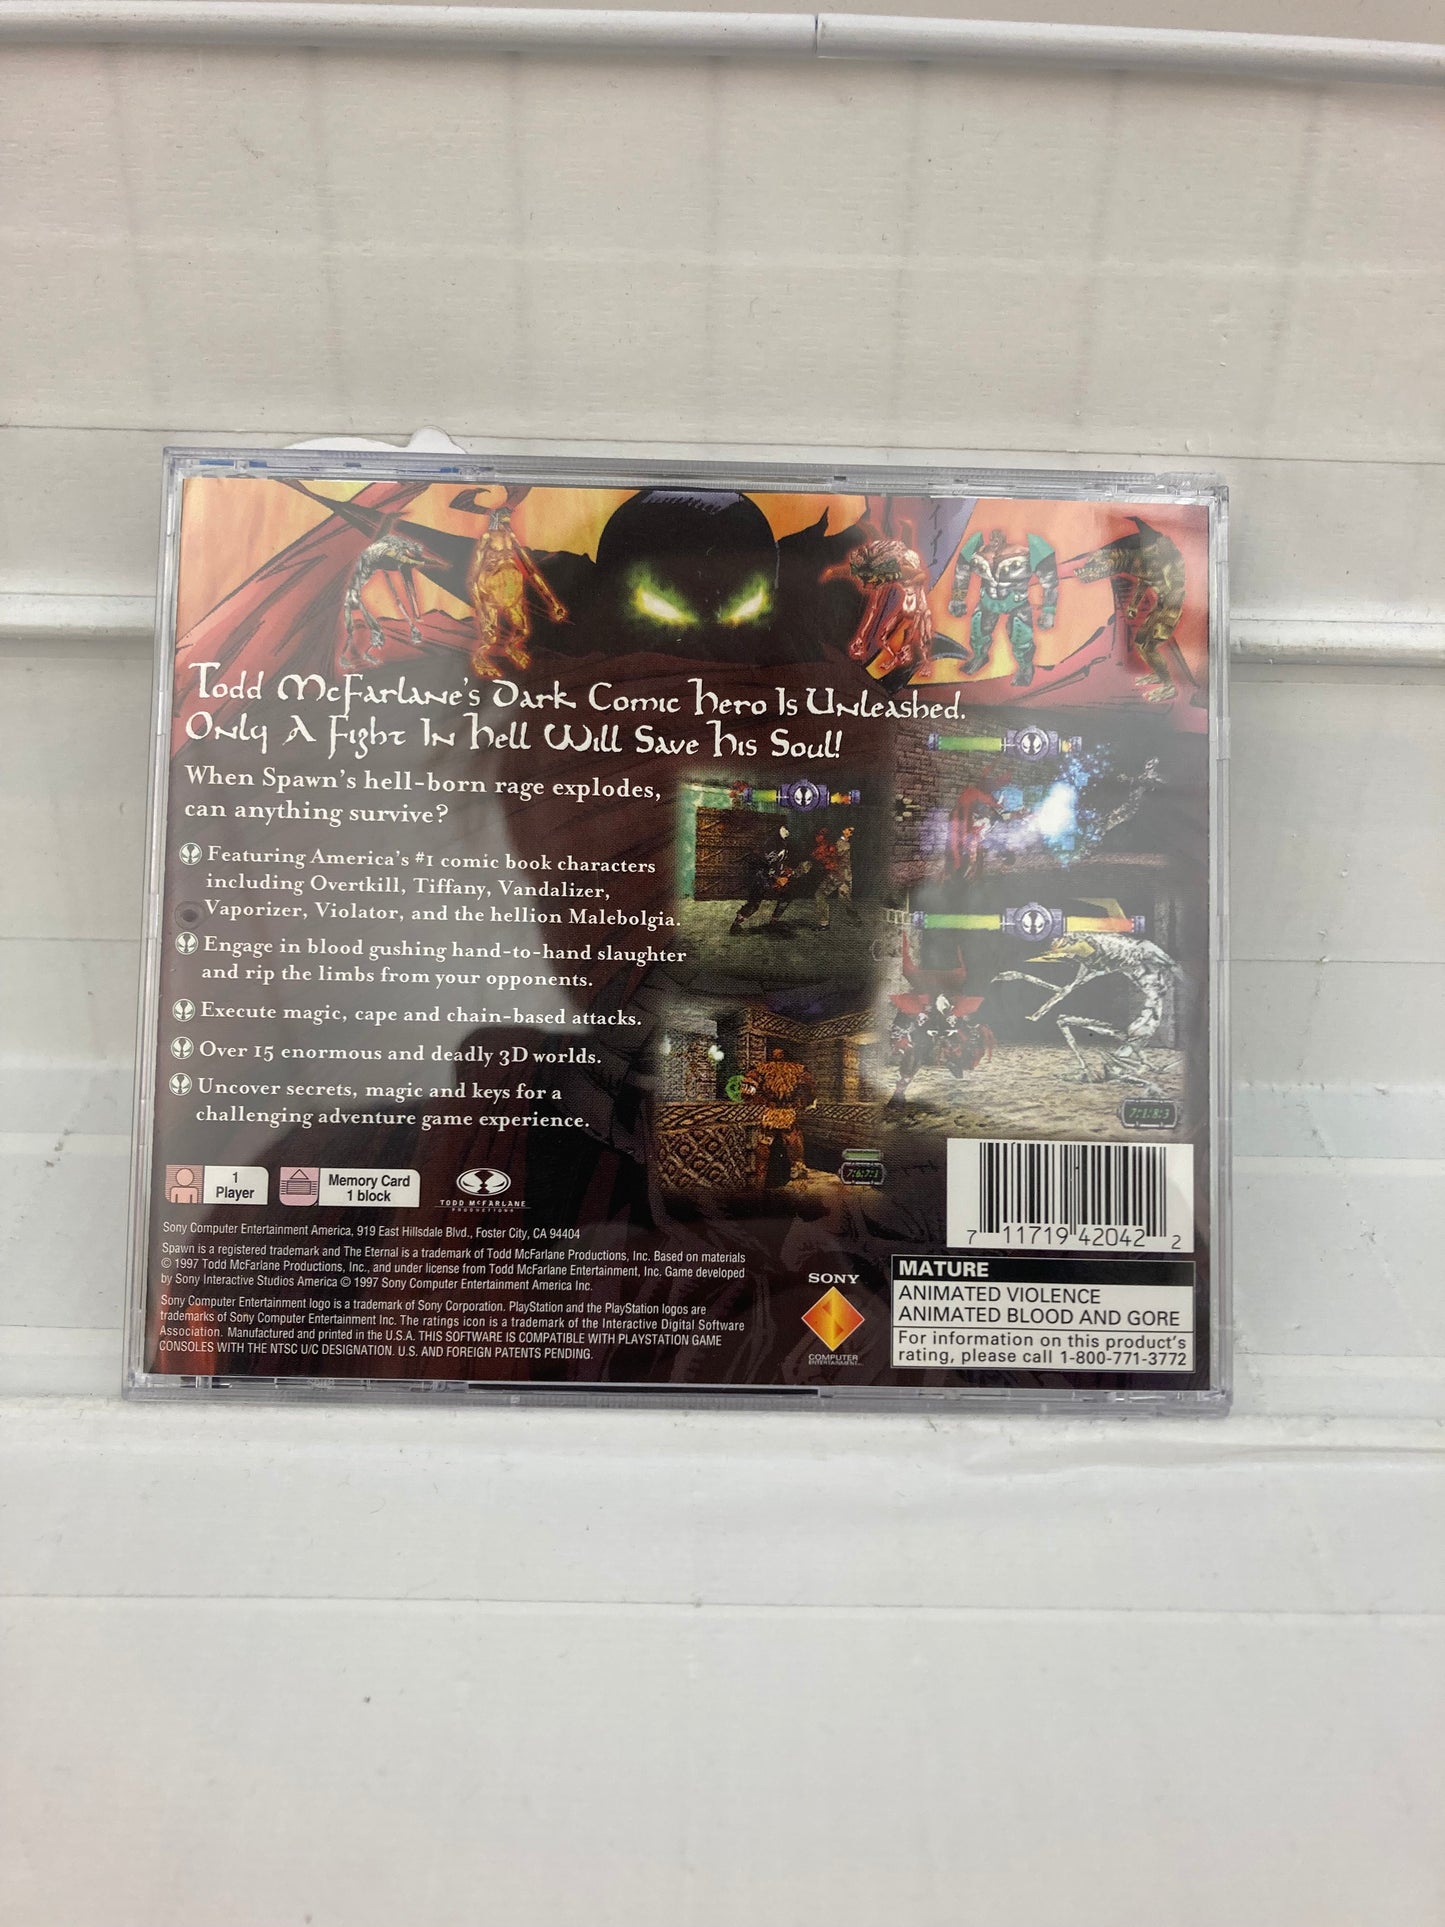 Todd McFarlane's Dark Comic Hero Is Unleashed.
Only A Fight In Hell Will Save His Soul!
When Spawn's hell-born rage explodes,
can anything survive?
Featuring America's #1 comic book characters
including Overtkill, Tiffany, Vandalizer,
Vaporizer, Violator, and the hellion Malebolgia.
Engage in blood gushing hand-to-hand slaughter
and rip the limbs from your opponents.
Execute magic, cape and chain-based attacks.
Over 15 enormous and deadly 3D worlds.
Uncover secrets, magic and keys for a
challenging adventure game experience.
1
Player
Memory Card
1 block
TODD McFARLANE
PRODUCTIONS
Sony Computer Entertainment America, 919 East Hillsdale Blvd., Foster City, CA 94404
Spawn is a registered trademark and The Eternal is a trademark of Todd McFarlane Productions, Inc. Based on materials
© 1997 Todd McFarlane Productions, Inc., and under license from Todd McFarlane Entertainment, Inc. Game developed
by Sony Interactive Studios America © 1997 Sony Computer Entertainment America Inc.
Sony Computer Entertainment logo is a trademark of Sony Corporation. PlayStation and the PlayStation logos are
trademarks of Sony Computer Entertainment Inc. The ratings icon is a trademark of the Interactive Digital Software
Association. Manufactured and printed in the U.S.A. THIS SOFTWARE IS COMPATIBLE WITH PLAYSTATION GAME
CONSOLES WITH THE NTSC U/C DESIGNATION. U.S. AND FOREIGN PATENTS PENDING.
SONY
COMPUTER
ENTERTAINMENT
7 11719 42042 2
MATURE
ANIMATED VIOLENCE
ANIMATED BLOOD AND GORE
For information on this product's
rating, please call 1-800-771-3772